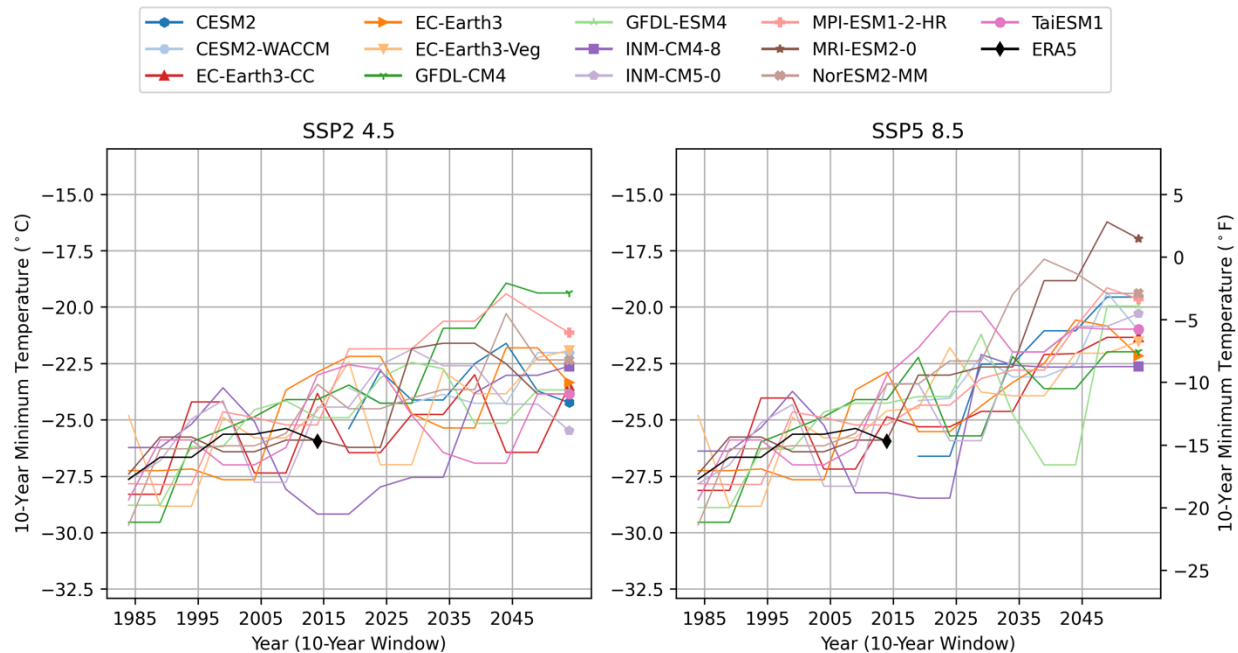 CESM2
CESM2-WACCM
EC-Earth3-CC
EC-Earth3
EC-Earth3-Veg
GFDL-CM4
GFDL-ESM4
INM-CM4-8
INM-CM5-0
MPI-ESM1-2-HR
MRI-ESM2-0
NorESM2-MM
TaiESM1
ERA5
SSP2 4.5
−15.0
−17.5
−20.0
−22.5
−25.0
−27.5
−30.0
−32.5
10-Year Minimum Temperature (°C)
1985 1995 2005 2015 2025 2035 2045
Year (10-Year Window)
SSP5 8.5
−15.0
−17.5
−20.0
−22.5
−25.0
−27.5
−30.0
−32.5
1985 1995 2005 2015 2025 2035 2045
Year (10-Year Window)
5
0
−5
−10
−15
−20
−25
10-Year Minimum Temperature (°F)